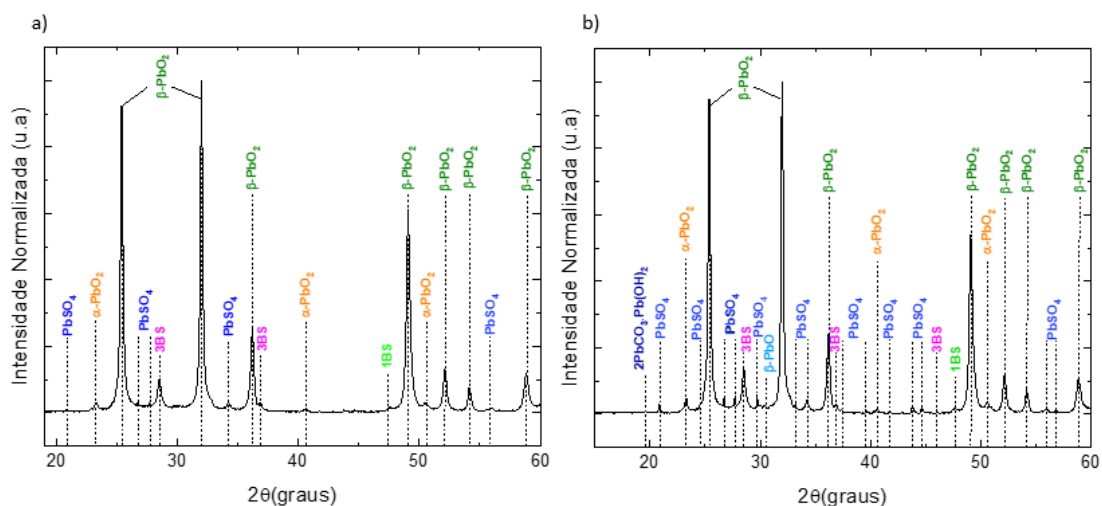 a)
Intensidade Normalizada (u.a)
PbSO4
α-PbO2
β-PbO2
PbSO4
3BS
PbSO4
β-PbO2
3BS
α-PbO2
1BS
β-PbO2
α-PbO2
β-PbO2
β-PbO2
PbSO4
β-PbO2
20 30 40 50 60
2θ(graus)
b)
Intensidade Normalizada (u.a)
2PbCO3.Pb(OH)2
PbSO4
α-PbO2
PbSO4
β-PbO2
PbSO4
3BS
PbSO4
β-PbO
PbSO4
β-PbO2
3BS
PbSO4
α-PbO2
PbSO4
PbSO4
3BS
1BS
β-PbO2
α-PbO2
β-PbO2
β-PbO2
PbSO4
β-PbO2
15 20 30 40 50 60
2θ(graus)